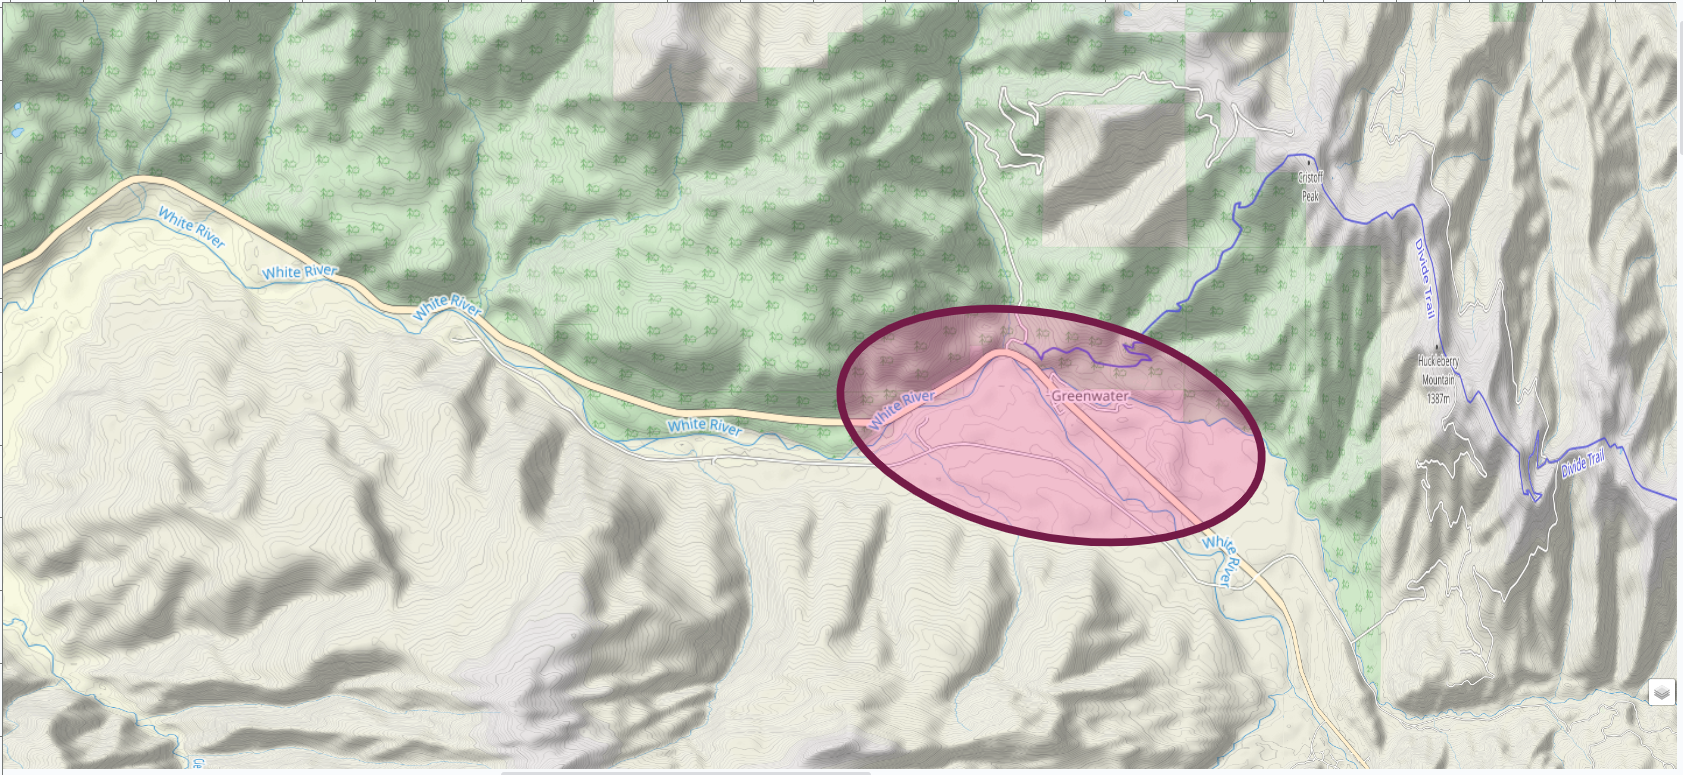 White River
White River
White River
White River
White River
Greenwater
White
River
Cristoff
Peak
Divide Trail
Huckleberry
Mountain
1387m
Divide Trail